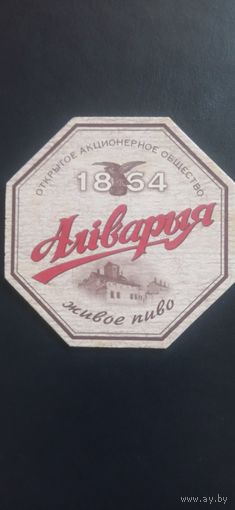 ОТКРЫТОЕ АКЦИОНЕРНОЕ ОБЩЕСТВО
1864
Аліварыя
живое пиво
www.ay.by